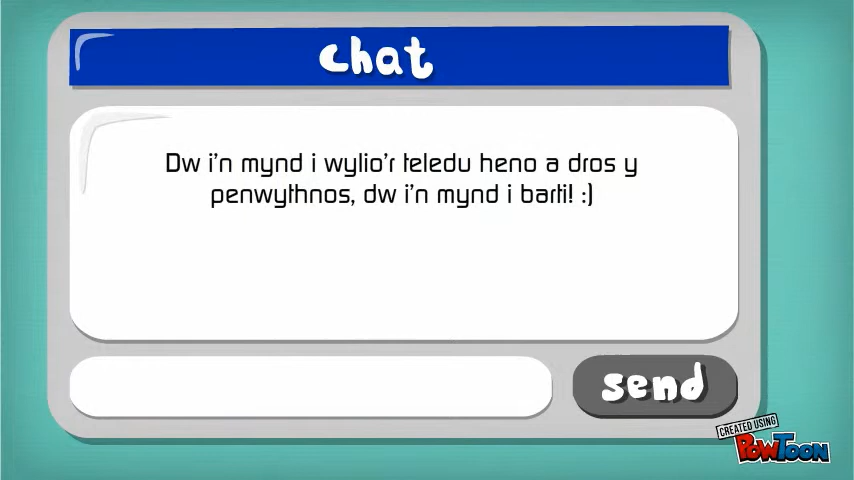 chat
Dw i'n mynd i wylio'r teledu heno a dros y
penwythnos, dw i'n mynd i barti! :)
send
CREATED USING
POWTOON